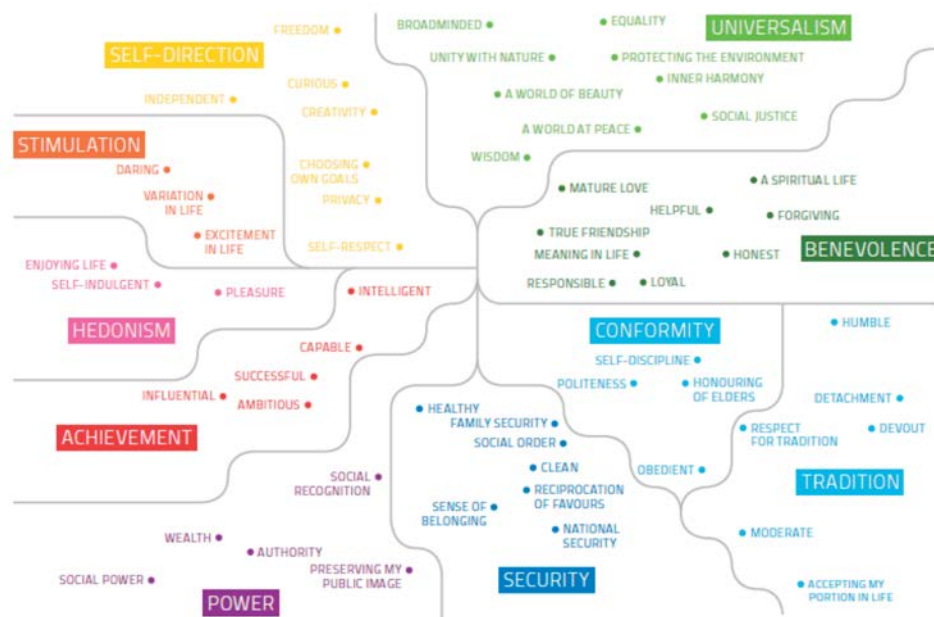 SELF-DIRECTION
FREEDOM
CURIOUS
INDEPENDENT
CREATIVITY
CHOOSING
OWN GOALS
PRIVACY
SELF-RESPECT
UNIVERSALISM
BROADMINDED
EQUALITY
UNITY WITH NATURE
PROTECTING THE ENVIRONMENT
INNER HARMONY
A WORLD OF BEAUTY
SOCIAL JUSTICE
A WORLD AT PEACE
WISDOM
STIMULATION
DARING
VARIATION
IN LIFE
EXCITEMENT
IN LIFE
BENEVOLENCE
MATURE LOVE
A SPIRITUAL LIFE
HELPFUL
FORGIVING
TRUE FRIENDSHIP
MEANING IN LIFE
HONEST
RESPONSIBLE
LOYAL
ENJOYING LIFE
SELF-INDULGENT
PLEASURE
HEDONISM
INTELLIGENT
CAPABLE
SUCCESSFUL
INFLUENTIAL
AMBITIOUS
ACHIEVEMENT
CONFORMITY
SELF-DISCIPLINE
POLITENESS
HONOURING
OF ELDERS
OBEDIENT
HUMBLE
DETACHMENT
RESPECT
FOR TRADITION
DEVOUT
TRADITION
MODERATE
ACCEPTING MY
PORTION IN LIFE
HEALTHY
FAMILY SECURITY
SOCIAL ORDER
CLEAN
RECIPROCATION
OF FAVOURS
SENSE OF
BELONGING
NATIONAL
SECURITY
SECURITY
SOCIAL
RECOGNITION
WEALTH
AUTHORITY
SOCIAL POWER
PRESERVING MY
PUBLIC IMAGE
POWER